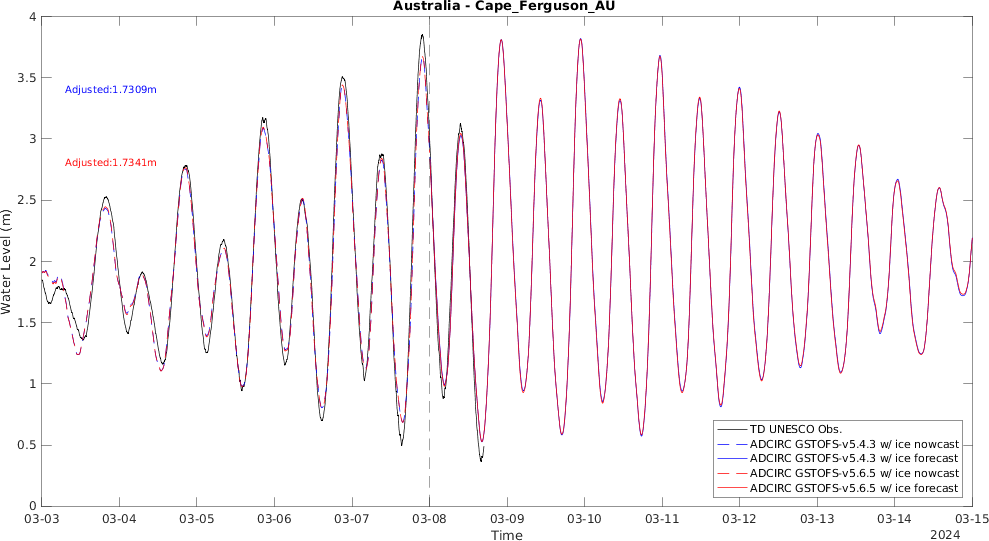 Australia - Cape_Ferguson_AU
4
3.5
3
2.5
2
1.5
1
0.5
0
Water Level (m)
Adjusted:1.7309m
Adjusted:1.7341m
TD UNESCO Obs.
ADCIRC GSTOFS-v5.4.3 w/ ice nowcast
ADCIRC GSTOFS-v5.4.3 w/ ice forecast
ADCIRC GSTOFS-v5.6.5 w/ ice nowcast
ADCIRC GSTOFS-v5.6.5 w/ ice forecast
03-03 03-04 03-05 03-06 03-07 03-08 03-09 03-10 03-11 03-12 03-13 03-14 03-15
Time
2024